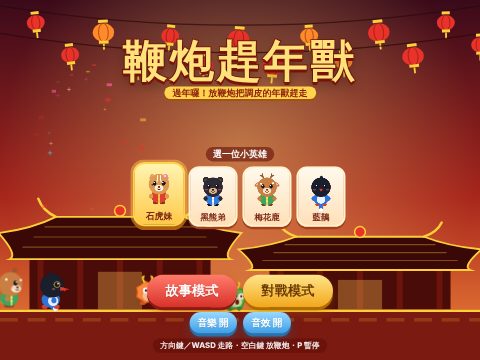 鞭炮趕年獸
過年囉！放鞭炮把調皮的年獸趕走
選一位小英雄
石虎妹
黑熊弟
梅花鹿
藍鵲
故事模式
對戰模式
音樂 開
音效 開
方向鍵／WASD 走路・空白鍵 放鞭炮・P 暫停